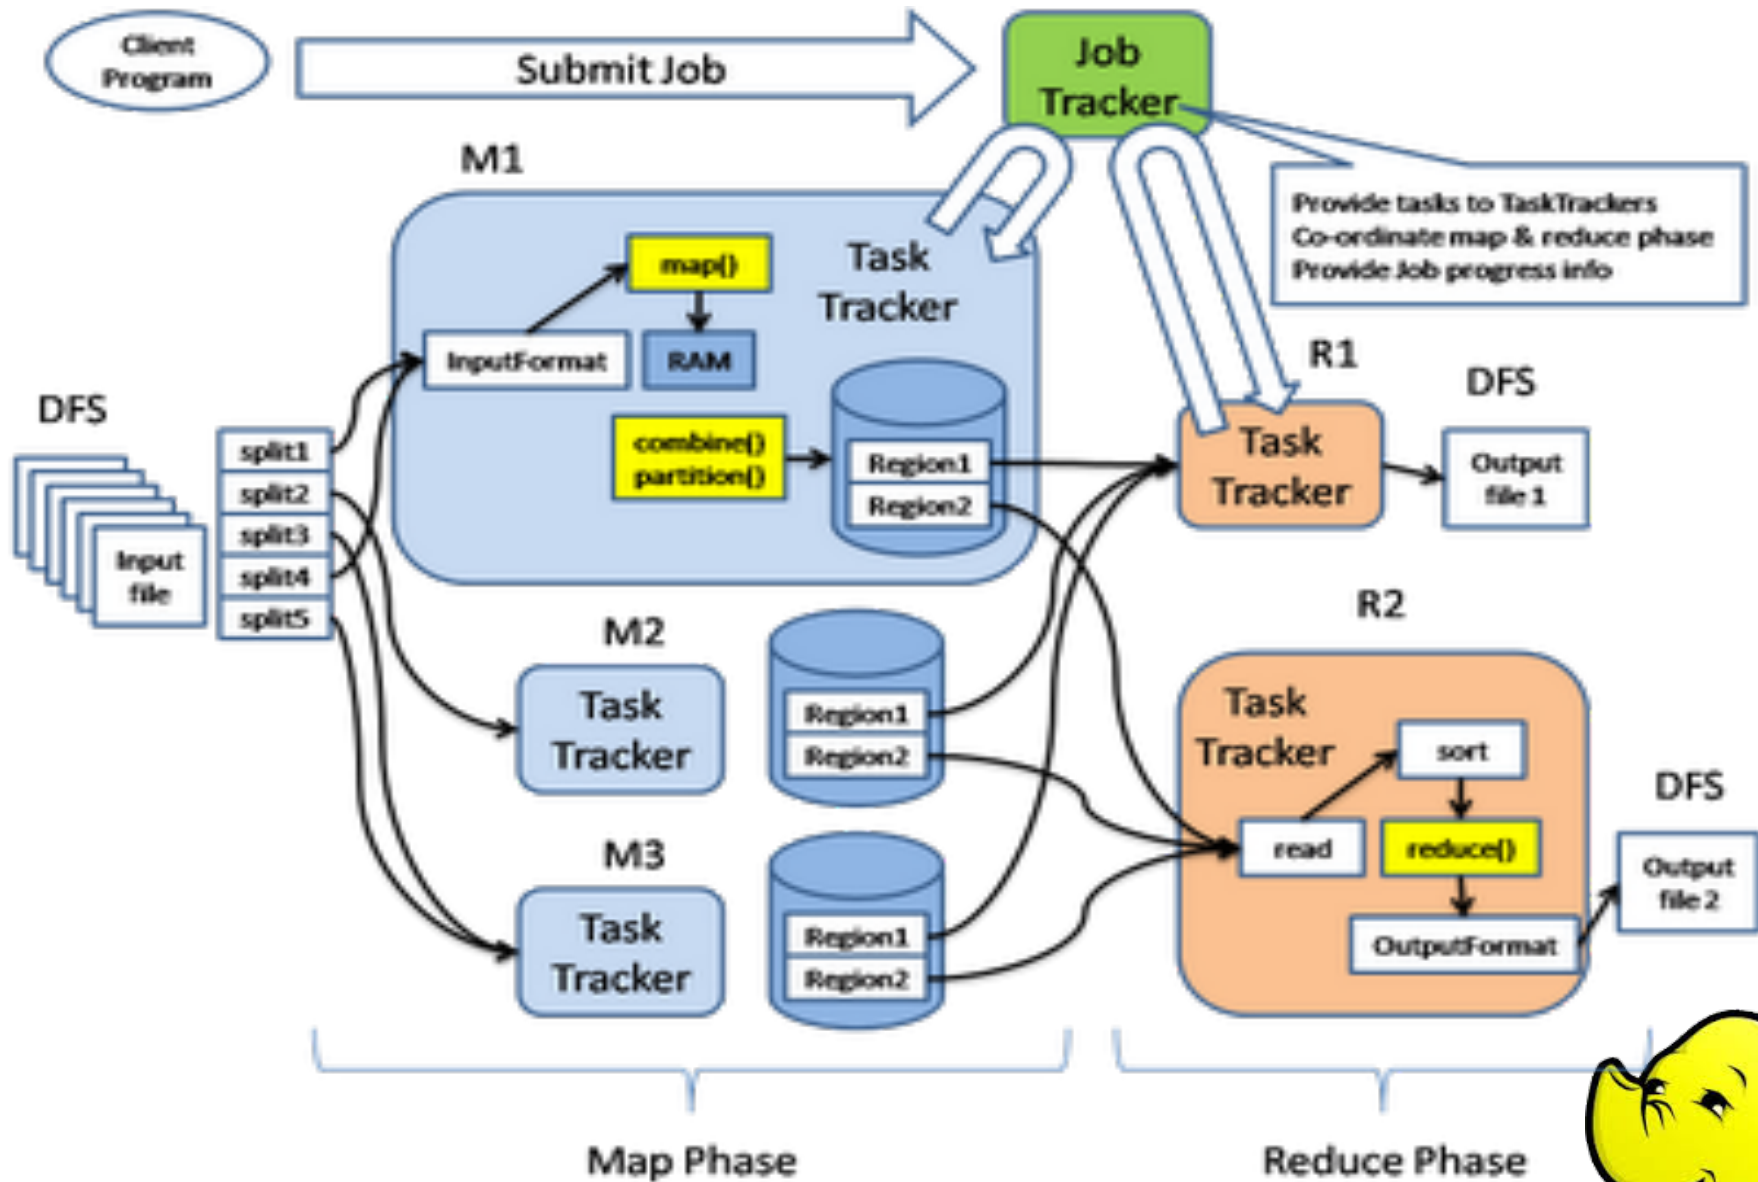 Client
Program
Submit Job
Job
Tracker
Provide tasks to TaskTrackers
Co-ordinate map & reduce phase
Provide Job progress info
M1
map()
Task
Tracker
InputFormat
RAM
combine()
partition()
Region1
Region2
DFS
Input
file
split1
split2
split3
split4
split5
M2
Task
Tracker
Region1
Region2
M3
Task
Tracker
Region1
Region2
R1
Task
Tracker
DFS
Output
file 1
R2
Task
Tracker
sort
read
reduce()
OutputFormat
DFS
Output
file 2
Map Phase
Reduce Phase